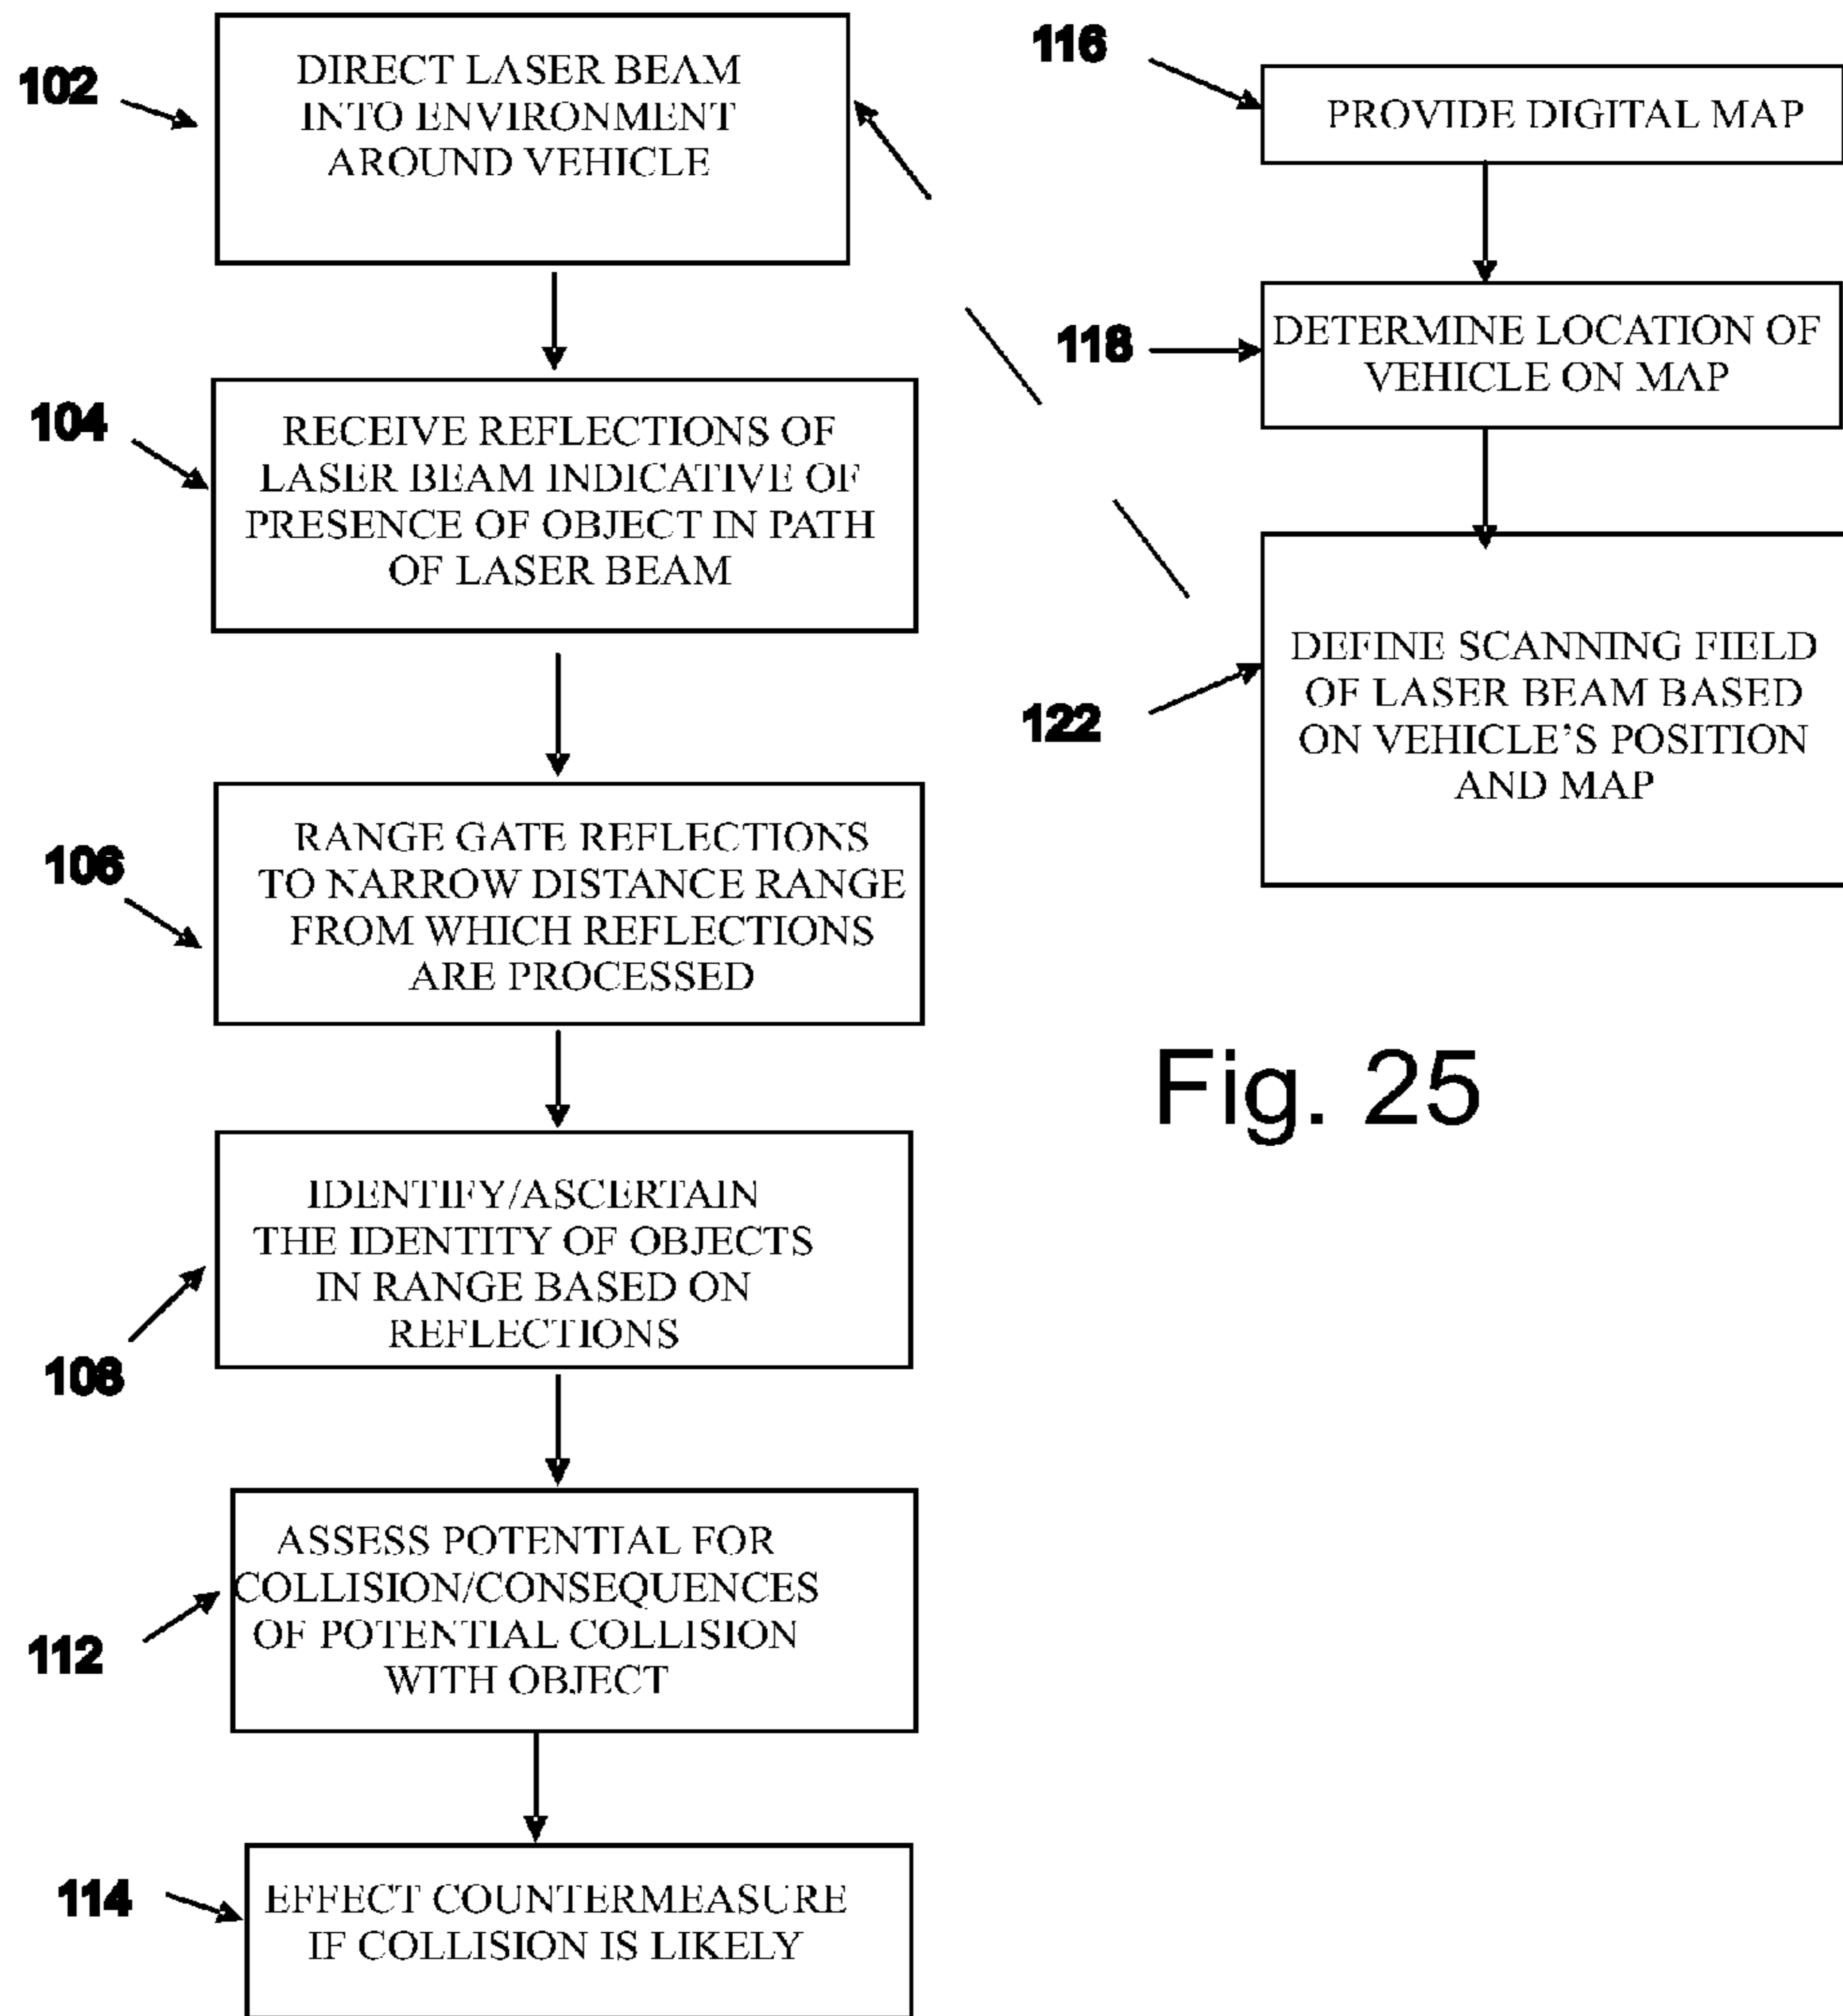 102
DIRECT LASER BEAM
INTO ENVIRONMENT
AROUND VEHICLE
104
RECEIVE REFLECTIONS OF
LASER BEAM INDICATIVE OF
PRESENCE OF OBJECT IN PATH
OF LASER BEAM
106
RANGE GATE REFLECTIONS
TO NARROW DISTANCE RANGE
FROM WHICH REFLECTIONS
ARE PROCESSED
108
IDENTIFY/ASCERTAIN
THE IDENTITY OF OBJECTS
IN RANGE BASED ON
REFLECTIONS
112
ASSESS POTENTIAL FOR
COLLISION/CONSEQUENCES
OF POTENTIAL COLLISION
WITH OBJECT
114
EFFECT COUNTERMEASURE
IF COLLISION IS LIKELY
116
PROVIDE DIGITAL MAP
118
DETERMINE LOCATION OF
VEHICLE ON MAP
122
DEFINE SCANNING FIELD
OF LASER BEAM BASED
ON VEHICLE'S POSITION
AND MAP
Fig. 25